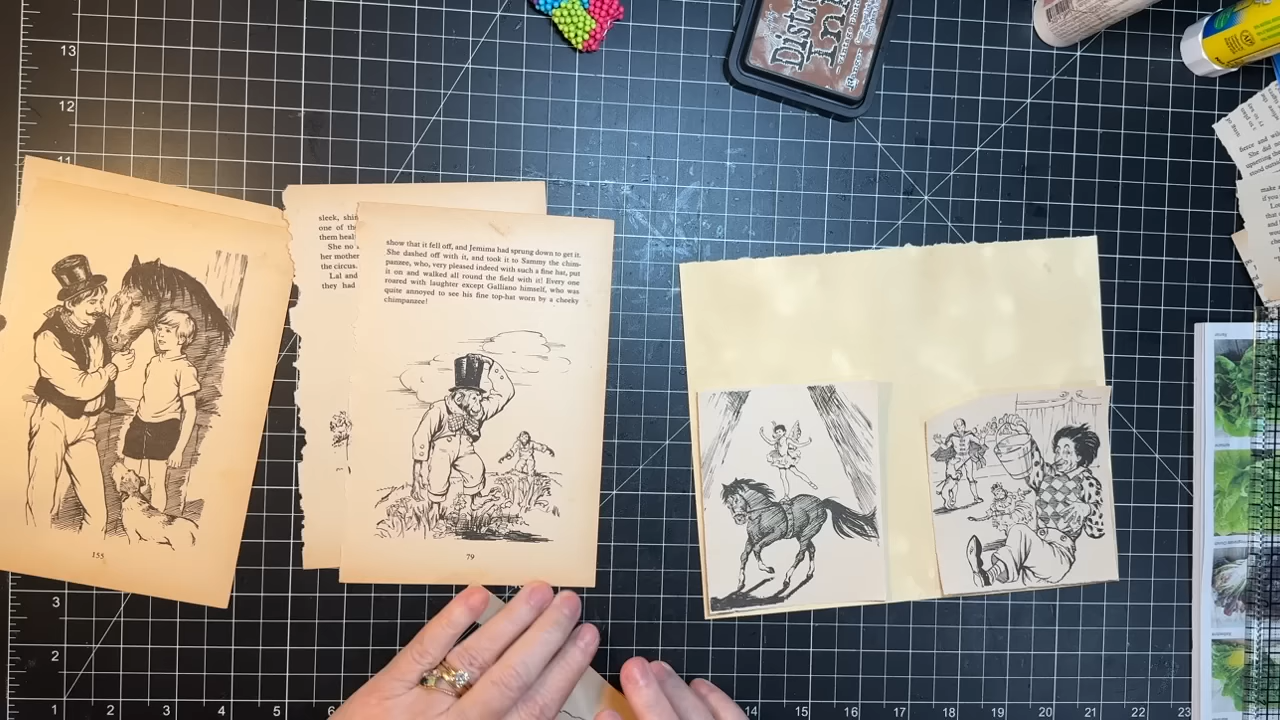 13
12
11
Distress
Ink
155
sleek, shin
one of th
them heal
She no
her mother
the circus.
Lal and
they had
show that it fell off, and Jemima had sprung down to get it.
She dashed off with it, and took it to Sammy the chim-
panzee, who, very pleased indeed with such a fine hat, put
it on and walked all round the field with it! Every one
roared with laughter except Galliano himself, who was
quite annoyed to see his fine top-hat worn by a cheeky
chimpanzee!
79
3
2
1
1 2 3 4 5 6 14 15 16 17 18 19 20 21 22 23